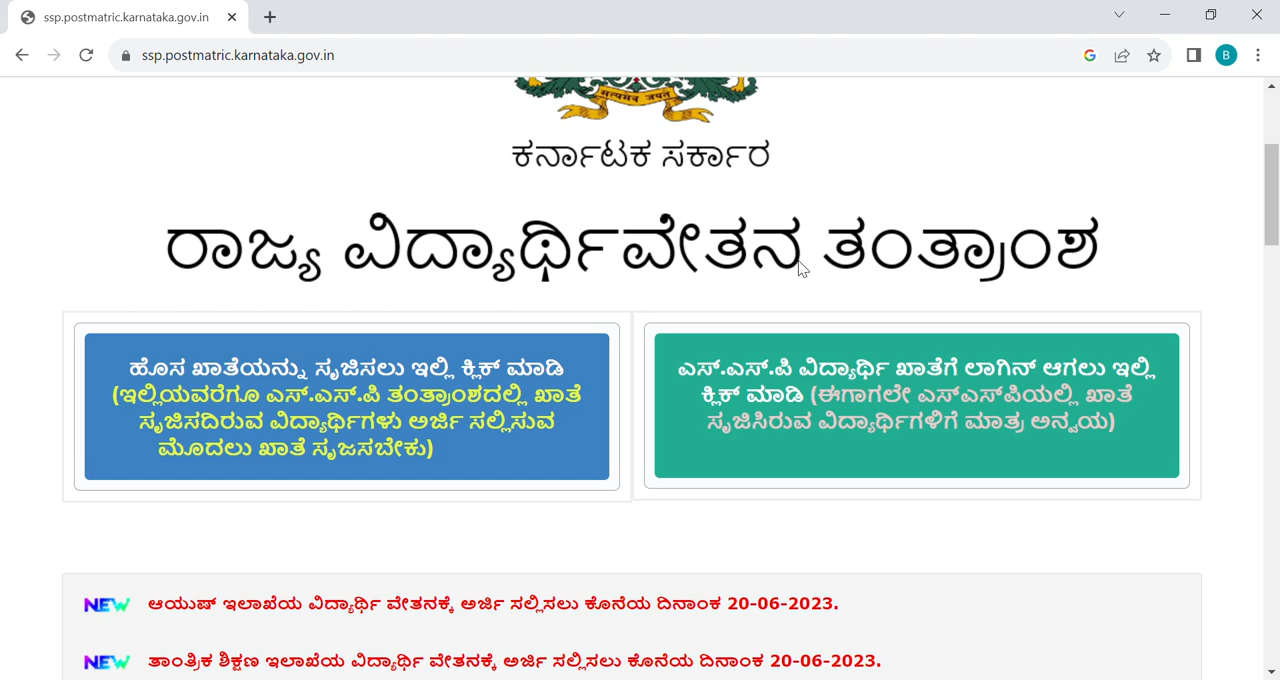 ssp.postmatric.karnataka.gov.in
ssp.postmatric.karnataka.gov.in
B
सत्यमेव जयते
ಕರ್ನಾಟಕ ಸರ್ಕಾರ
ರಾಜ್ಯ ವಿದ್ಯಾರ್ಥಿವೇತನ ತಂತ್ರಾಂಶ
ಹೊಸ ಖಾತೆಯನ್ನು ಸೃಜಿಸಲು ಇಲ್ಲಿ ಕ್ಲಿಕ್ ಮಾಡಿ
(ಇಲ್ಲಿಯವರೆಗೂ ಎಸ್.ಎಸ್.ಪಿ ತಂತ್ರಾಂಶದಲ್ಲಿ ಖಾತೆ
ಸೃಜಿಸದಿರುವ ವಿದ್ಯಾರ್ಥಿಗಳು ಅರ್ಜಿ ಸಲ್ಲಿಸುವ
ಮೊದಲು ಖಾತೆ ಸೃಜಸಬೇಕು)
ಎಸ್.ಎಸ್.ಪಿ ವಿದ್ಯಾರ್ಥಿ ಖಾತೆಗೆ ಲಾಗಿನ್ ಆಗಲು ಇಲ್ಲಿ
ಕ್ಲಿಕ್ ಮಾಡಿ (ಈಗಾಗಲೇ ಎಸ್ಎಸ್ಪಿಯಲ್ಲಿ ಖಾತೆ
ಸೃಜಿಸಿರುವ ವಿದ್ಯಾರ್ಥಿಗಳಿಗೆ ಮಾತ್ರ ಅನ್ವಯ)
NEW ಆಯುಷ್ ಇಲಾಖೆಯ ವಿದ್ಯಾರ್ಥಿ ವೇತನಕ್ಕೆ ಅರ್ಜಿ ಸಲ್ಲಿಸಲು ಕೊನೆಯ ದಿನಾಂಕ 20-06-2023.
NEW ತಾಂತ್ರಿಕ ಶಿಕ್ಷಣ ಇಲಾಖೆಯ ವಿದ್ಯಾರ್ಥಿ ವೇತನಕ್ಕೆ ಅರ್ಜಿ ಸಲ್ಲಿಸಲು ಕೊನೆಯ ದಿನಾಂಕ 20-06-2023.